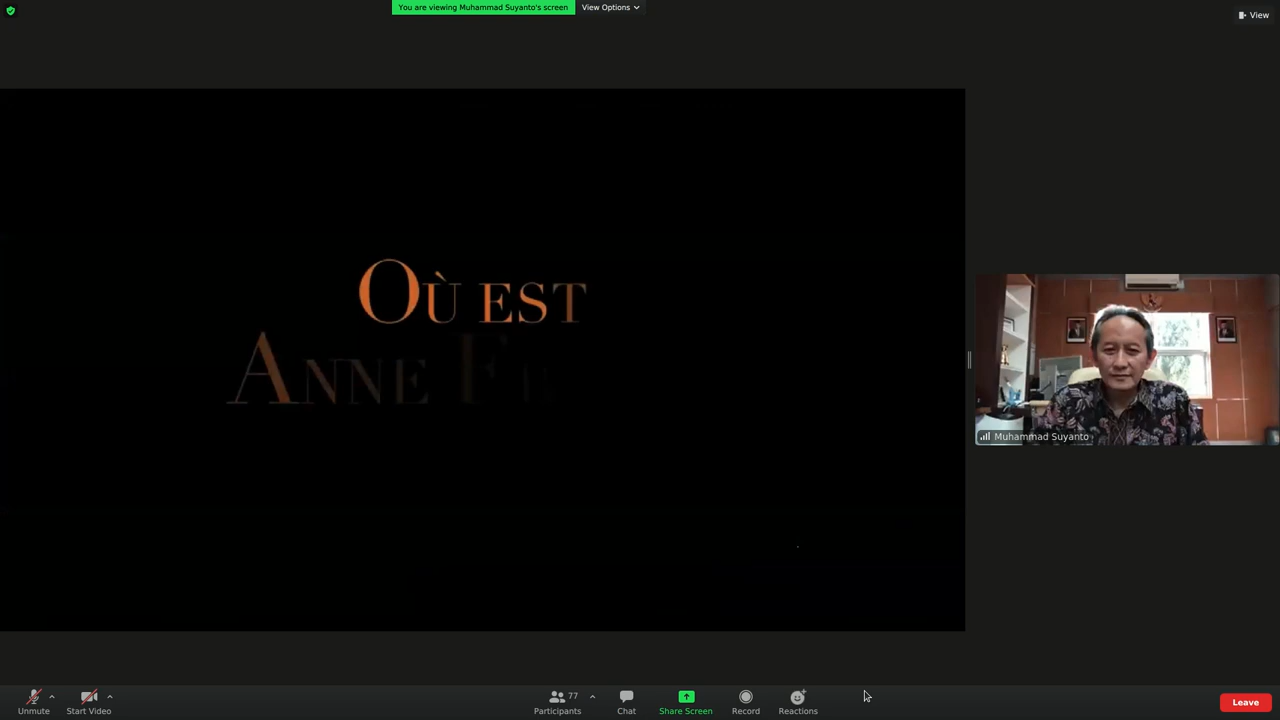 You are viewing Muhammad Suyanto's screen
View Options
View
OÙ EST
ANNE
Muhammad Suyanto
Unmute
Start Video
77
Participants
Chat
Share Screen
Record
Reactions
Leave